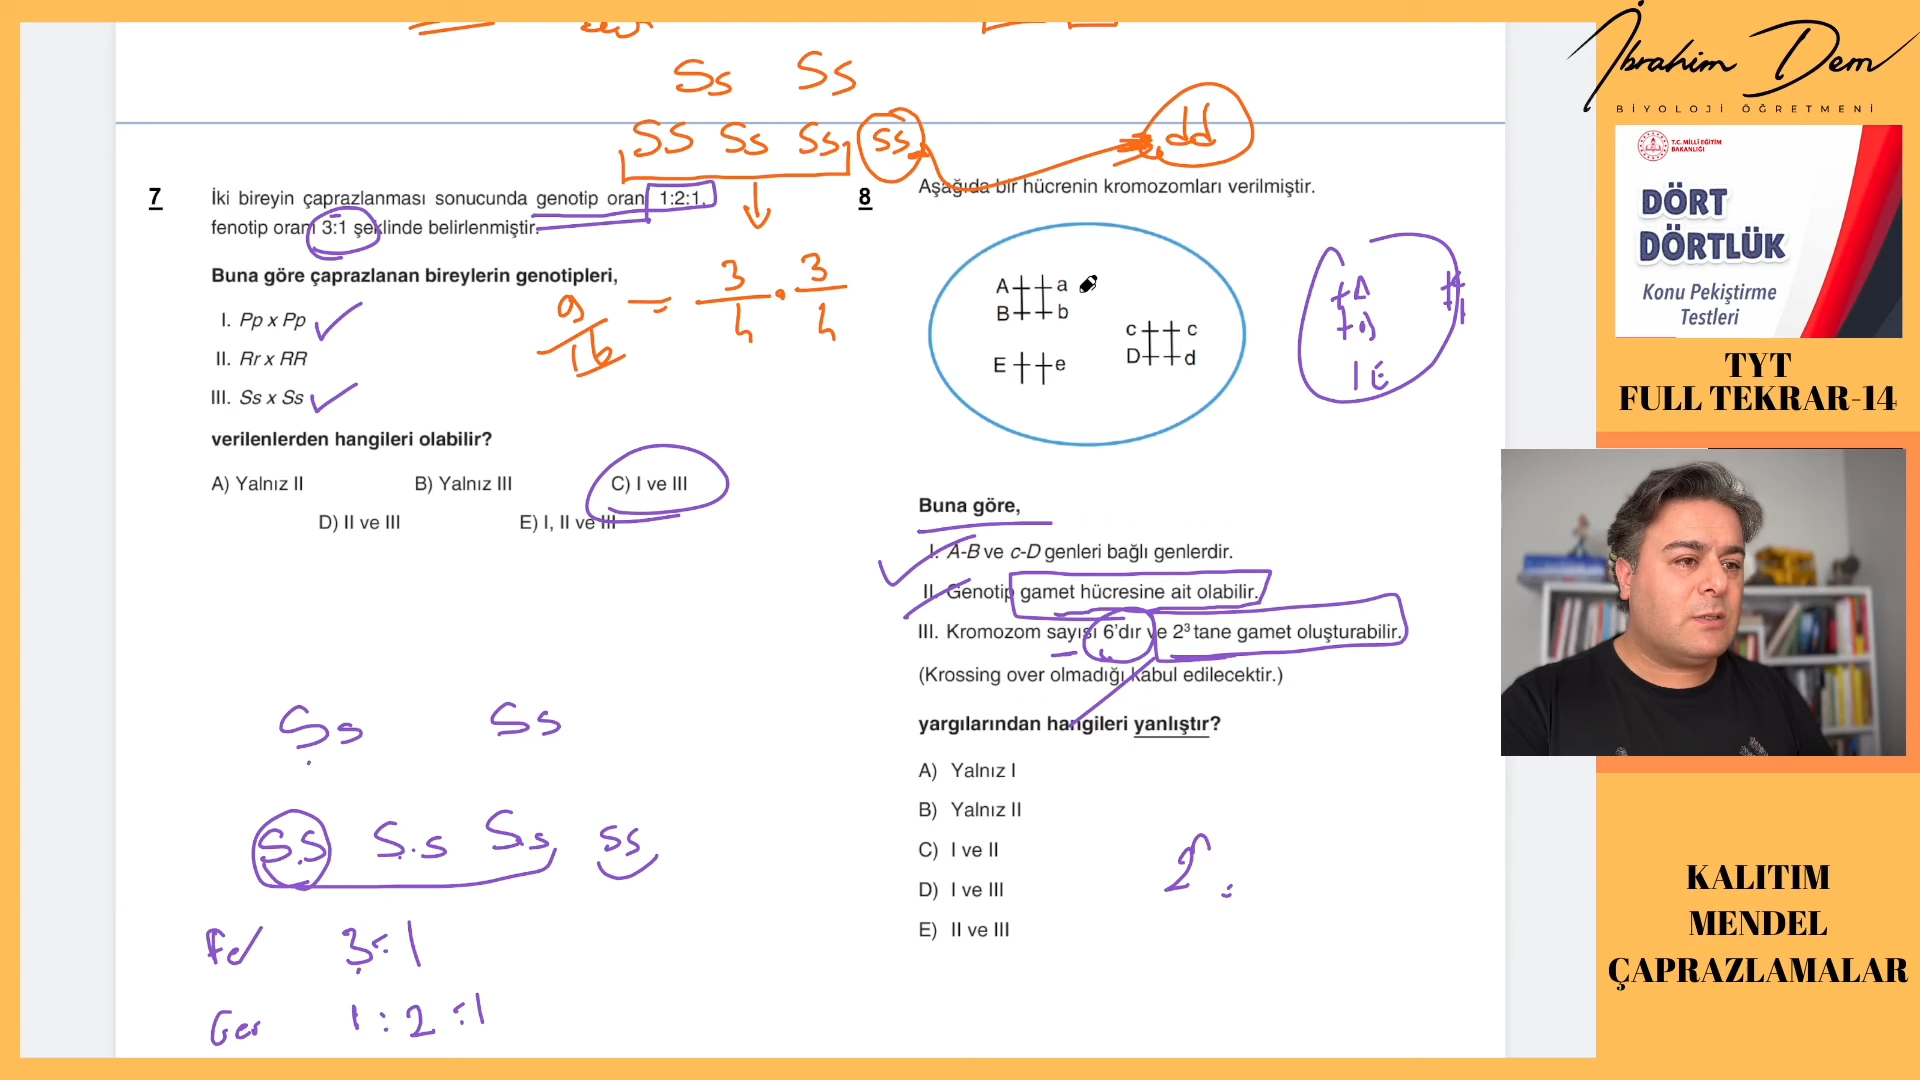 Ss Ss
SS Ss Ss ss dd
7
İki bireyin çaprazlanması sonucunda genotip oranı 1:2:1,
fenotip oranı 3:1 şeklinde belirlenmiştir.
Buna göre çaprazlanan bireylerin genotipleri,
I. Pp x Pp
II. Rr x RR
III. Ss x Ss
verilenlerden hangileri olabilir?
A) Yalnız II B) Yalnız III C) I ve III
D) II ve III E) I, II ve III
9/16 = 3/4 . 3/4
Ss Ss
SS Ss Ss ss
Fe 3:1
Gen 1:2:1
8
Aşağıda bir hücrenin kromozomları verilmiştir.
A a
B b
c c
D d
E e
A
B
E
Buna göre,
I. A-B ve c-D genleri bağlı genlerdir.
II. Genotip gamet hücresine ait olabilir.
III. Kromozom sayısı 6'dır ve 2³ tane gamet oluşturabilir.
(Krossing over olmadığı kabul edilecektir.)
yargılarından hangileri yanlıştır?
A) Yalnız I
B) Yalnız II
C) I ve II
D) I ve III
E) II ve III
İbrahim Dem
BİYOLOJİ ÖĞRETMENİ
T.C. MİLLÎ EĞİTİM
BAKANLIĞI
DÖRT
DÖRTLÜK
Konu Pekiştirme
Testleri
TYT
FULL TEKRAR-14
KALITIM
MENDEL
ÇAPRAZLAMALAR